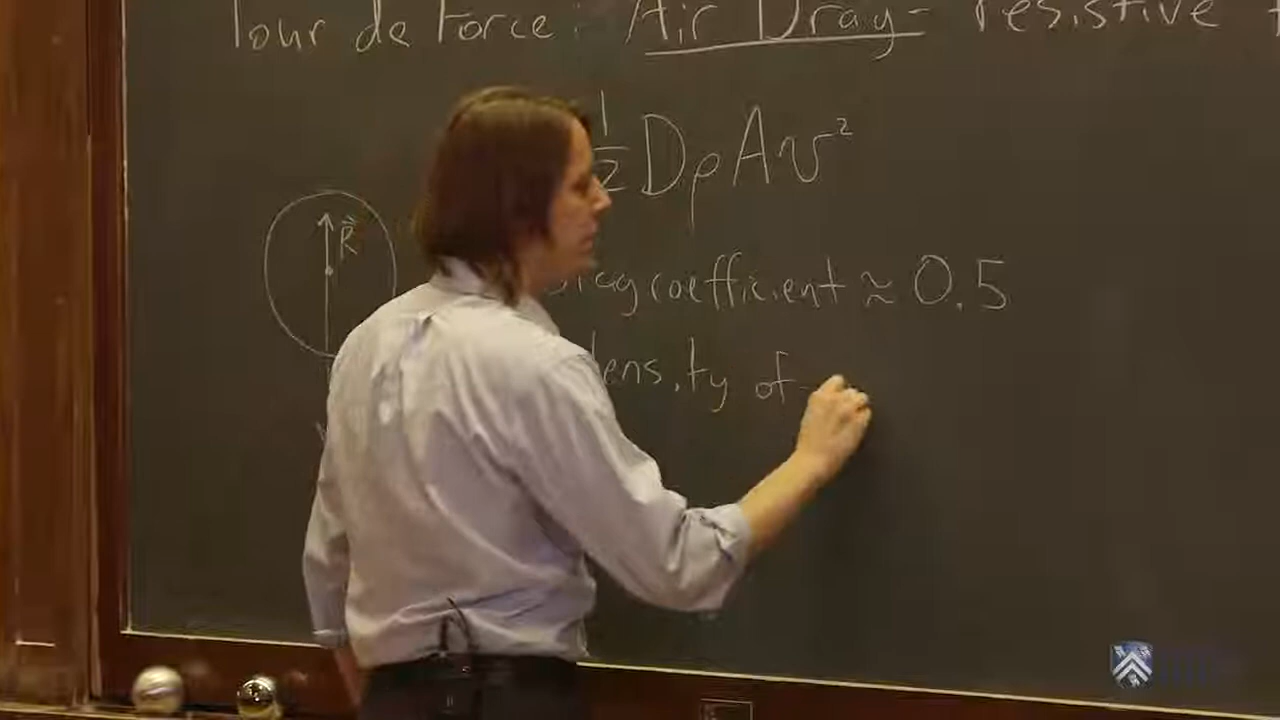 Tour de Force: Air Drag - resistive
1/2 DρAv²
R⃗
Drag coefficient ≈ 0.5
density of